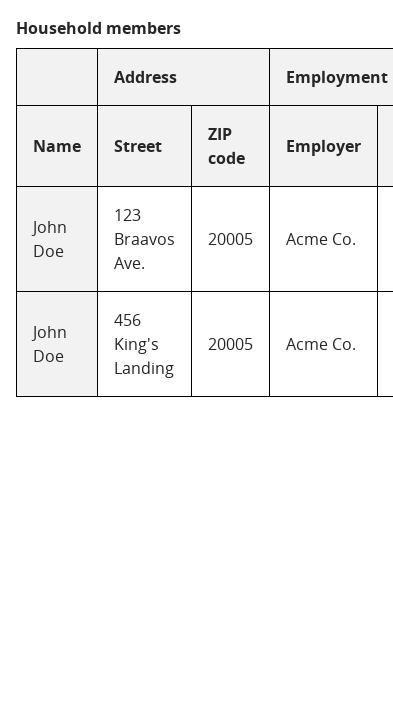 Household members
Address Employment
Name Street ZIP code Employer
John Doe 123 Braavos Ave. 20005 Acme Co.
John Doe 456 King's Landing 20005 Acme Co.